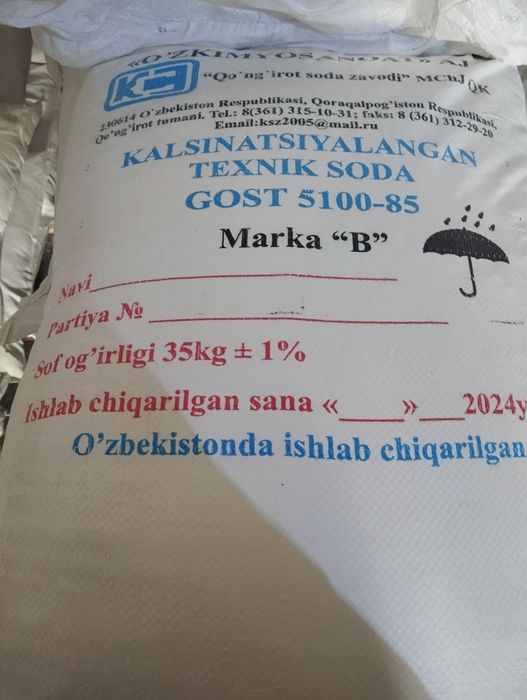 «O'ZKIMYOSANOAT» AJ
"Qo'ng'irot soda zavodi" MChJ QK
230614 O'zbekiston Respublikasi, Qoraqalpog'iston Respublikasi,
Qo'ng'irot tumani. Tel.: 8(361) 315-10-31; faks: 8 (361) 312-29-20
Email:ksz2005@mail.ru
KALSINATSIYALANGAN
TEXNIK SODA
GOST 5100-85
Marka “B”
Navi
Partiya №
Sof og’irligi 35kg ± 1%
Ishlab chiqarilgan sana «_____»___2024y
O’zbekistonda ishlab chiqarilgan